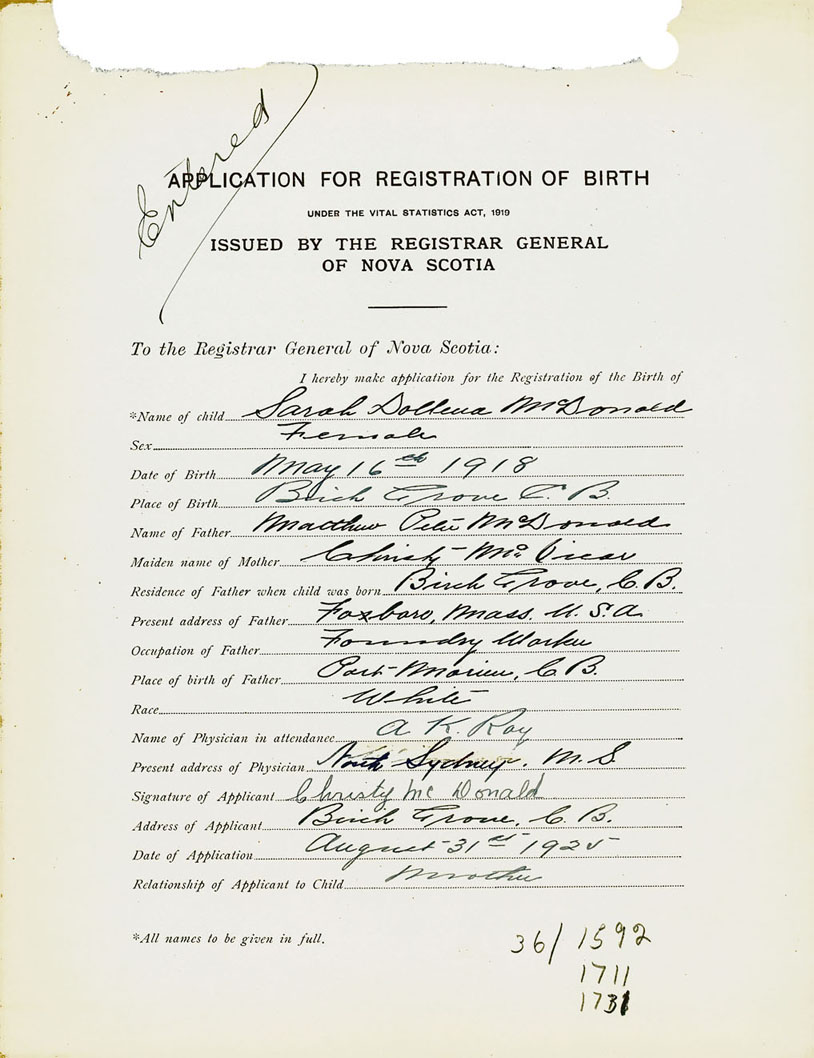 Entered
APPLICATION FOR REGISTRATION OF BIRTH
UNDER THE VITAL STATISTICS ACT, 1919
ISSUED BY THE REGISTRAR GENERAL
OF NOVA SCOTIA
To the Registrar General of Nova Scotia:
I hereby make application for the Registration of the Birth of
*Name of child Sarah Dollena McDonald
Sex Female
Date of Birth May 16th 1918
Place of Birth Birch Grove C. B.
Name of Father Matthew Peter McDonald
Maiden name of Mother Christy McVicar
Residence of Father when child was born Birch Grove, C. B.
Present address of Father Foxboro, Mass. U. S. A.
Occupation of Father Foundry Worker
Place of birth of Father Port Morien, C. B.
Race White
Name of Physician in attendance A K. Roy
Present address of Physician North Sydney. N. S
Signature of Applicant Christy Mc Donald
Address of Applicant Birch Grove, C. B.
Date of Application August 31st 1925
Relationship of Applicant to Child Mother
*All names to be given in full.
36/1592
1711
1731